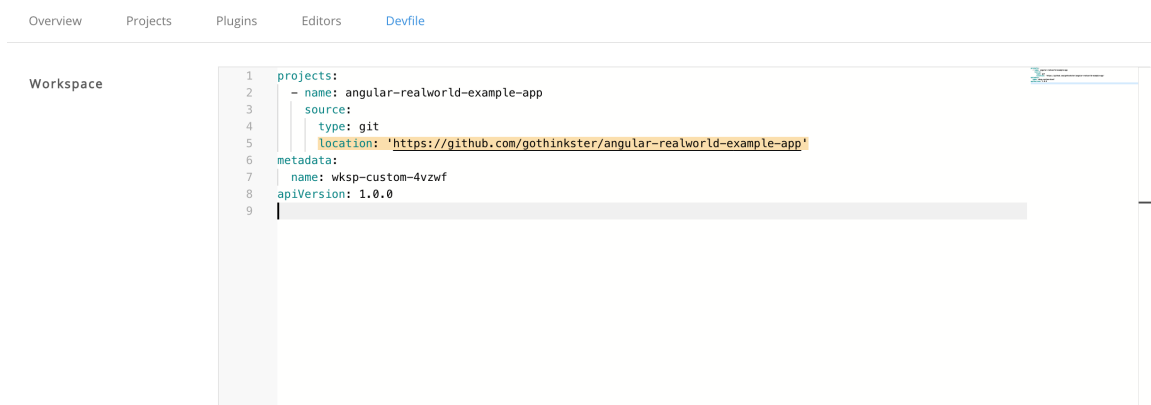 Overview Projects Plugins Editors Devfile
Workspace
1 projects:
2 - name: angular-realworld-example-app
3 source:
4 type: git
5 location: 'https://github.com/gothinkster/angular-realworld-example-app'
6 metadata:
7 name: wksp-custom-4vzwf
8 apiVersion: 1.0.0
9